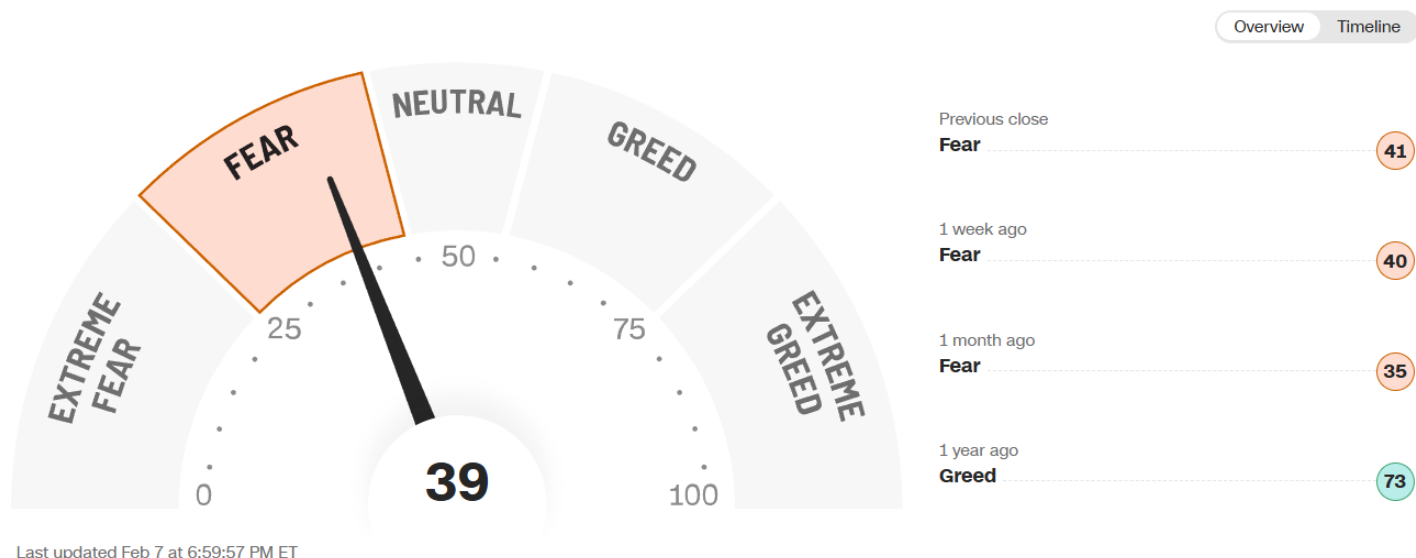 Overview Timeline
EXTREME
FEAR
FEAR
NEUTRAL
GREED
EXTREME
GREED
0
25
50
75
100
39
Last updated Feb 7 at 6:59:57 PM ET
Previous close
Fear 41
1 week ago
Fear 40
1 month ago
Fear 35
1 year ago
Greed 73